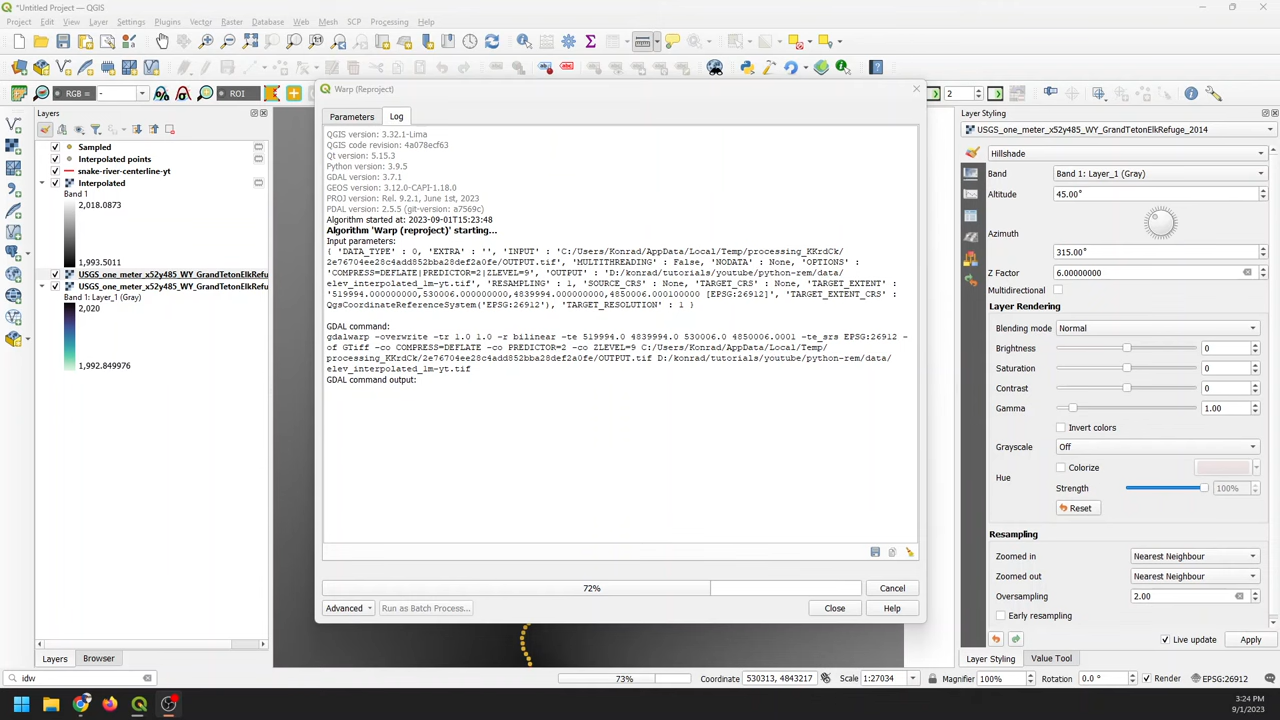 *Untitled Project — QGIS
Project Edit View Layer Settings Plugins Vector Raster Database Web Mesh SCP Processing Help
RGB = - ROI 2
Layers
Sampled
Interpolated points
snake-river-centerline-yt
Interpolated
Band 1
2,018.0873
1,993.5011
USGS_one_meter_x52y485_WY_GrandTetonElkRefu
USGS_one_meter_x52y485_WY_GrandTetonElkRefu
Band 1: Layer_1 (Gray)
2,020
1,992.849976
Layers Browser
idw
Warp (Reproject)
Parameters Log
QGIS version: 3.32.1-Lima
QGIS code revision: 4a078ecf63
Qt version: 5.15.3
Python version: 3.9.5
GDAL version: 3.7.1
GEOS version: 3.12.0-CAPI-1.18.0
PROJ version: Rel. 9.2.1, June 1st, 2023
PDAL version: 2.5.5 (git-version: a7569c)
Algorithm started at: 2023-09-01T15:23:48
Algorithm 'Warp (reproject)' starting…
Input parameters:
{ 'DATA_TYPE' : 0, 'EXTRA' : '', 'INPUT' : 'C:/Users/Konrad/AppData/Local/Temp/processing_KKrdCk/
2e76704ee28c4add852bba28def2a0fe/OUTPUT.tif', 'MULTITHREADING' : False, 'NODATA' : None, 'OPTIONS' :
'COMPRESS=DEFLATE|PREDICTOR=2|ZLEVEL=9', 'OUTPUT' : 'D:/konrad/tutorials/youtube/python-rem/data/
elev_interpolated_1m-yt.tif', 'RESAMPLING' : 1, 'SOURCE_CRS' : None, 'TARGET_CRS' : None, 'TARGET_EXTENT' :
'519994.000000000,530006.000000000,4839994.000000000,4850006.000100000 [EPSG:26912]', 'TARGET_EXTENT_CRS' :
QgsCoordinateReferenceSystem('EPSG:26912'), 'TARGET_RESOLUTION' : 1 }
GDAL command:
gdalwarp -overwrite -tr 1.0 1.0 -r bilinear -te 519994.0 4839994.0 530006.0 4850006.0001 -te_srs EPSG:26912 -
of GTiff -co COMPRESS=DEFLATE -co PREDICTOR=2 -co ZLEVEL=9 C:/Users/Konrad/AppData/Local/Temp/
processing_KKrdCk/2e76704ee28c4add852bba28def2a0fe/OUTPUT.tif D:/konrad/tutorials/youtube/python-rem/data/
elev_interpolated_1m-yt.tif
GDAL command output:
72% Cancel
Advanced Run as Batch Process… Close Help
Layer Styling
USGS_one_meter_x52y485_WY_GrandTetonElkRefuge_2014
Hillshade
Band Band 1: Layer_1 (Gray)
Altitude 45.00°
Azimuth
315.00°
Z Factor 6.00000000
Multidirectional
Layer Rendering
Blending mode Normal
Brightness 0
Saturation 0
Contrast 0
Gamma 1.00
Invert colors
Grayscale Off
Colorize
Hue
Strength 100%
Reset
Resampling
Zoomed in Nearest Neighbour
Zoomed out Nearest Neighbour
Oversampling 2.00
Early resampling
Live update Apply
Layer Styling Value Tool
73% Coordinate 530313, 4843217 Scale 1:27034 Magnifier 100% Rotation 0.0 ° Render EPSG:26912
3:24 PM
9/1/2023